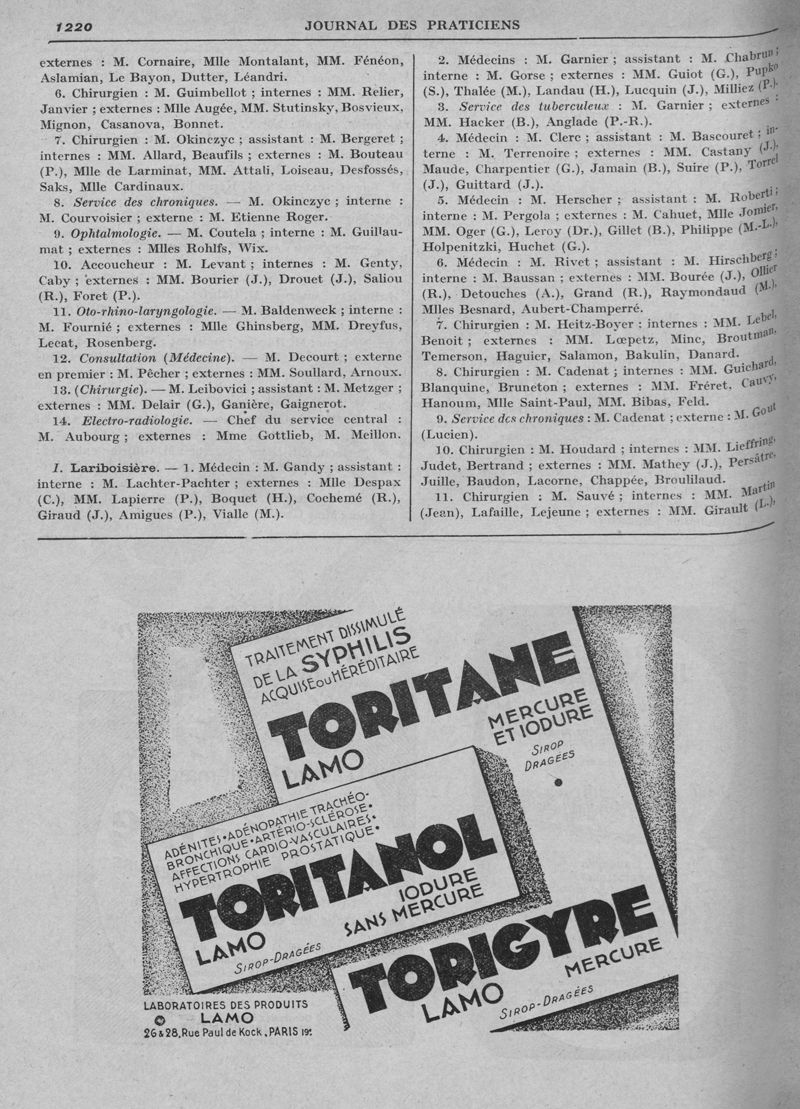 1220
JOURNAL DES PRATICIENS
externes : M. Cornaire, Mlle Montalant, MM. Fénéon,
Aslamian, Le Bayon, Dutter, Léandri.
6. Chirurgien : M. Guimbellot ; internes : MM. Relier,
Janvier ; externes : Mlle Augée, MM. Stutinsky, Bosvieux,
Mignon, Casanova, Bonnet.
7. Chirurgien : M. Okinczyc ; assistant : M. Bergeret ;
internes : MM. Allard, Beaufils ; externes : M. Bouteau
(P.), Mlle de Larminat, MM. Attali, Loiseau, Desfossés,
Saks, Mlle Cardinaux.
8. Service des chroniques. — M. Okinczyc ; interne :
M. Courvoisier ; externe : M. Etienne Roger.
9. Ophtalmologie. — M. Coutela ; interne : M. Guillau-
mat ; externes : Mlles Rohlfs, Wix.
10. Accoucheur : M. Levant ; internes : M. Genty,
Caby ; externes : MM. Bourier (J.), Drouet (J.), Saliou
(R.), Foret (P.).
11. Oto-rhino-laryngologie. — M. Baldenweck ; interne :
M. Fournié ; externes : Mlle Ghinsberg, MM. Dreyfus,
Lecat, Rosenberg.
12. Consultation (Médecine). — M. Decourt ; externe
en premier : M. Pêcher ; externes : MM. Soullard, Arnoux.
13. (Chirurgie). — M. Leibovici ; assistant : M. Metzger ;
externes : MM. Delair (G.), Ganière, Gaignerot.
14. Electro-radiologie. — Chef du service central :
M. Aubourg ; externes : Mme Gottlieb, M. Meillon.
I. Lariboisière. — 1. Médecin : M. Gandy ; assistant :
interne : M. Lachter-Pachter ; externes : Mlle Despax
(C.), MM. Lapierre (P.), Boquet (H.), Cochemé (R.),
Giraud (J.), Amigues (P.), Vialle (M.).
2. Médecins : M. Garnier ; assistant : M. Chabrun ;
interne : M. Gorse ; externes : MM. Guiot (G.), Pupko
(S.), Thalée (M.), Landau (H.), Lucquin (J.), Milliez (P.).
3. Service des tuberculeux : M. Garnier ; externes :
MM. Hacker (B.), Anglade (P.-R.).
4. Médecin : M. Clerc ; assistant : M. Bascouret ; in-
terne : M. Terrenoire ; externes : MM. Castany (J.),
Maude, Charpentier (G.), Jamain (B.), Suire (P.), Torrel
(J.), Guittard (J.).
5. Médecin : M. Herscher ; assistant : M. Roberti ;
interne : M. Pergola ; externes : M. Cahuet, Mlle Jomier,
MM. Oger (G.), Leroy (Dr.), Gillet (B.), Philippe (M.-L.),
Holpenitzki, Huchet (G.).
6. Médecin : M. Rivet ; assistant : M. Hirschberg ;
interne : M. Baussan ; externes : MM. Bourée (J.), Ollier
(R.), Detouches (A.), Grand (R.), Raymondaud (M.),
Mlles Besnard, Aubert-Champerré.
7. Chirurgien : M. Heitz-Boyer : internes : MM. Lebel,
Benoit ; externes : MM. Lœpetz, Minc, Broutman,
Temerson, Haguier, Salamon, Bakulin, Danard.
8. Chirurgien : M. Cadenat ; internes : MM. Guichard,
Blanquine, Bruneton ; externes : MM. Fréret, Cauvy,
Hanoum, Mlle Saint-Paul, MM. Bibas, Feld.
9. Service des chroniques : M. Cadenat ; externe : M. Gout
(Lucien).
10. Chirurgien : M. Houdard ; internes : MM. Lieffring,
Judet, Bertrand ; externes : MM. Mathey (J.), Persâtre,
Juille, Baudon, Lacorne, Chappée, Broulilaud.
11. Chirurgien : M. Sauvé ; internes : MM. Martin
(Jean), Lafaille, Lejeune ; externes : MM. Girault (L.),
TRAITEMENT DISSIMULÉ
DE LA SYPHILIS
ACQUISE OU HÉRÉDITAIRE
TORITANE
LAMO
MERCURE
ET IODURE
SIROP
DRAGÉES
ADÉNITES • ADÉNOPATHIE TRACHÉO-
BRONCHIQUE • ARTÉRIO-SCLÉROSE •
AFFECTIONS CARDIO-VASCULAIRES •
HYPERTROPHIE PROSTATIQUE •
TORITANOL
LAMO
IODURE
SANS MERCURE
SIROP-DRAGÉES
TORIGYRE
LAMO
MERCURE
SIROP-DRAGÉES
LABORATOIRES DES PRODUITS
LAMO
26 & 28, Rue Paul de Kock, PARIS 19e.